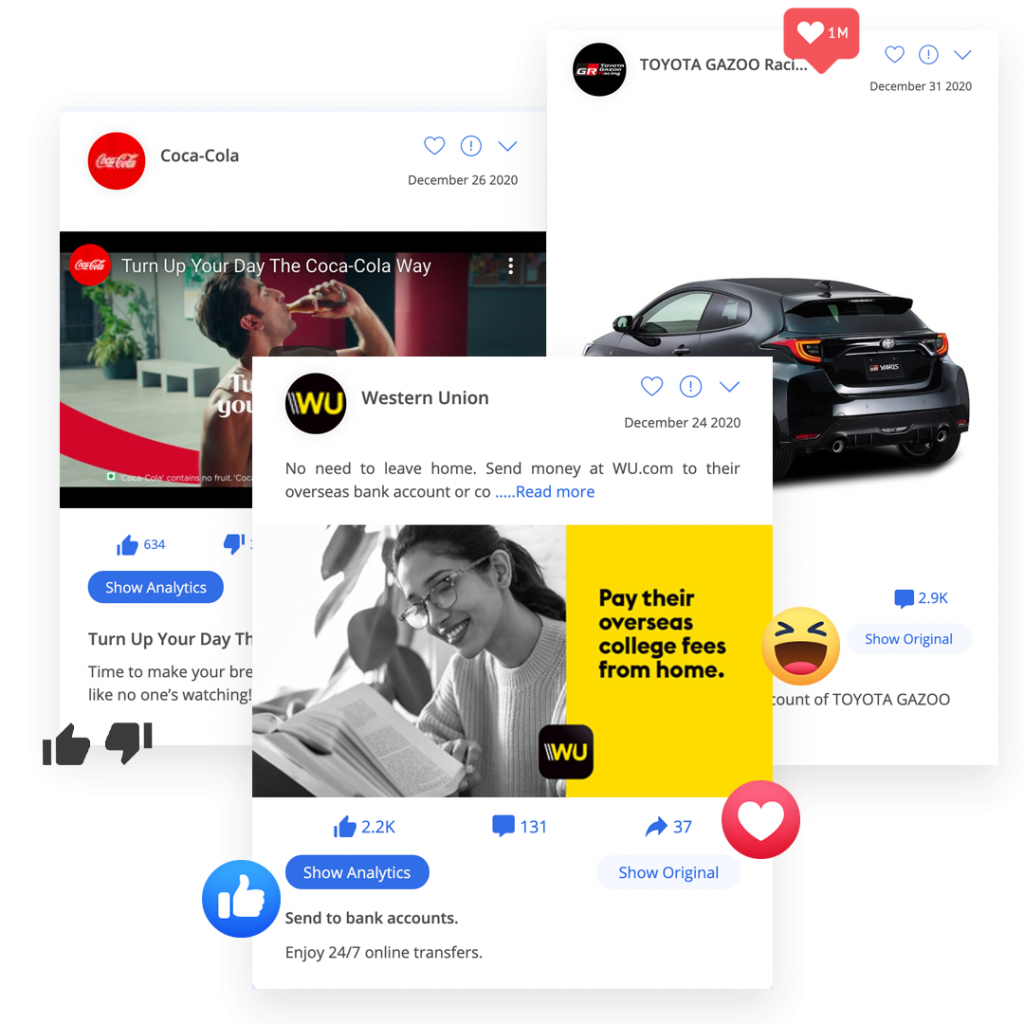 1M
TOYOTA GAZOO Raci...
December 31 2020
GR TOYOTA GAZOO Racing
YARIS
2.9K
Show Original
count of TOYOTA GAZOO
Coca-Cola
Coca-Cola
December 26 2020
Coca-Cola
Turn Up Your Day The Coca-Cola Way
Tu
you
'Coca-Cola' contains no fruit. 'Coc
634
Show Analytics
Turn Up Your Day Th
Time to make your bre
like no one's watching!
WU
Western Union
December 24 2020
No need to leave home. Send money at WU.com to their
overseas bank account or co .....Read more
Pay their
overseas
college fees
from home.
WU
2.2K
131
37
Show Analytics
Show Original
Send to bank accounts.
Enjoy 24/7 online transfers.